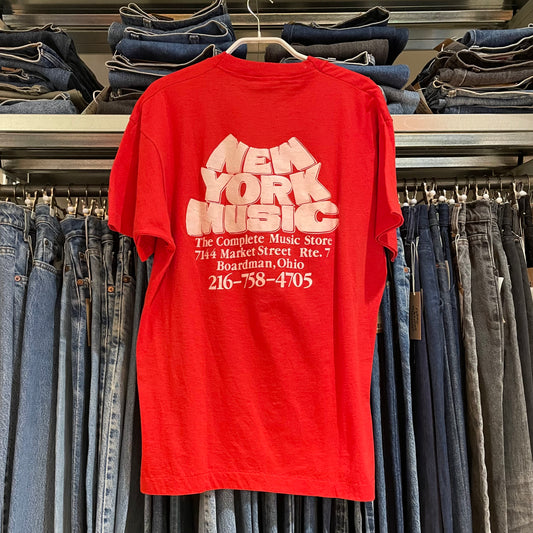 NEW
YORK
MUSIC
The Complete Music Store
7144 Market Street Rte. 7
Boardman, Ohio
216-758-4705